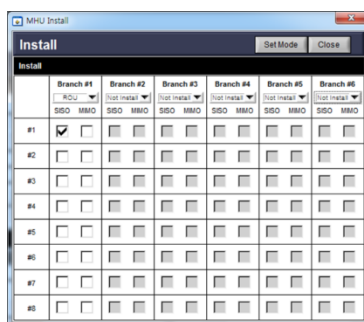 MHU Install
Install Set Mode Close
Install
Branch #1 Branch #2 Branch #3 Branch #4 Branch #5 Branch #6
ROU Not Install Not Install Not Install Not Install Not Install
SISO MIMO SISO MIMO SISO MIMO SISO MIMO SISO MIMO SISO MIMO
#1
#2
#3
#4
#5
#6
#7
#8